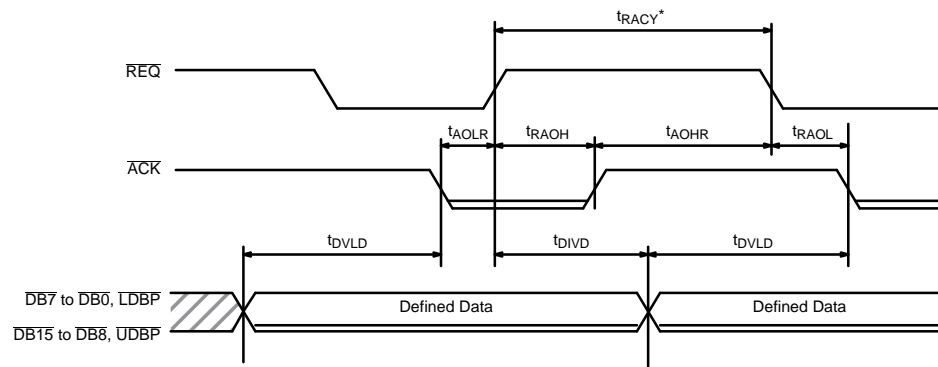 tRACY*
REQ
tAOLR tRAOH tAOHR tRAOL
ACK
tDVLD tDIVD tDVLD
DB7 to DB0, LDBP Defined Data Defined Data
DB15 to DB8, UDBP